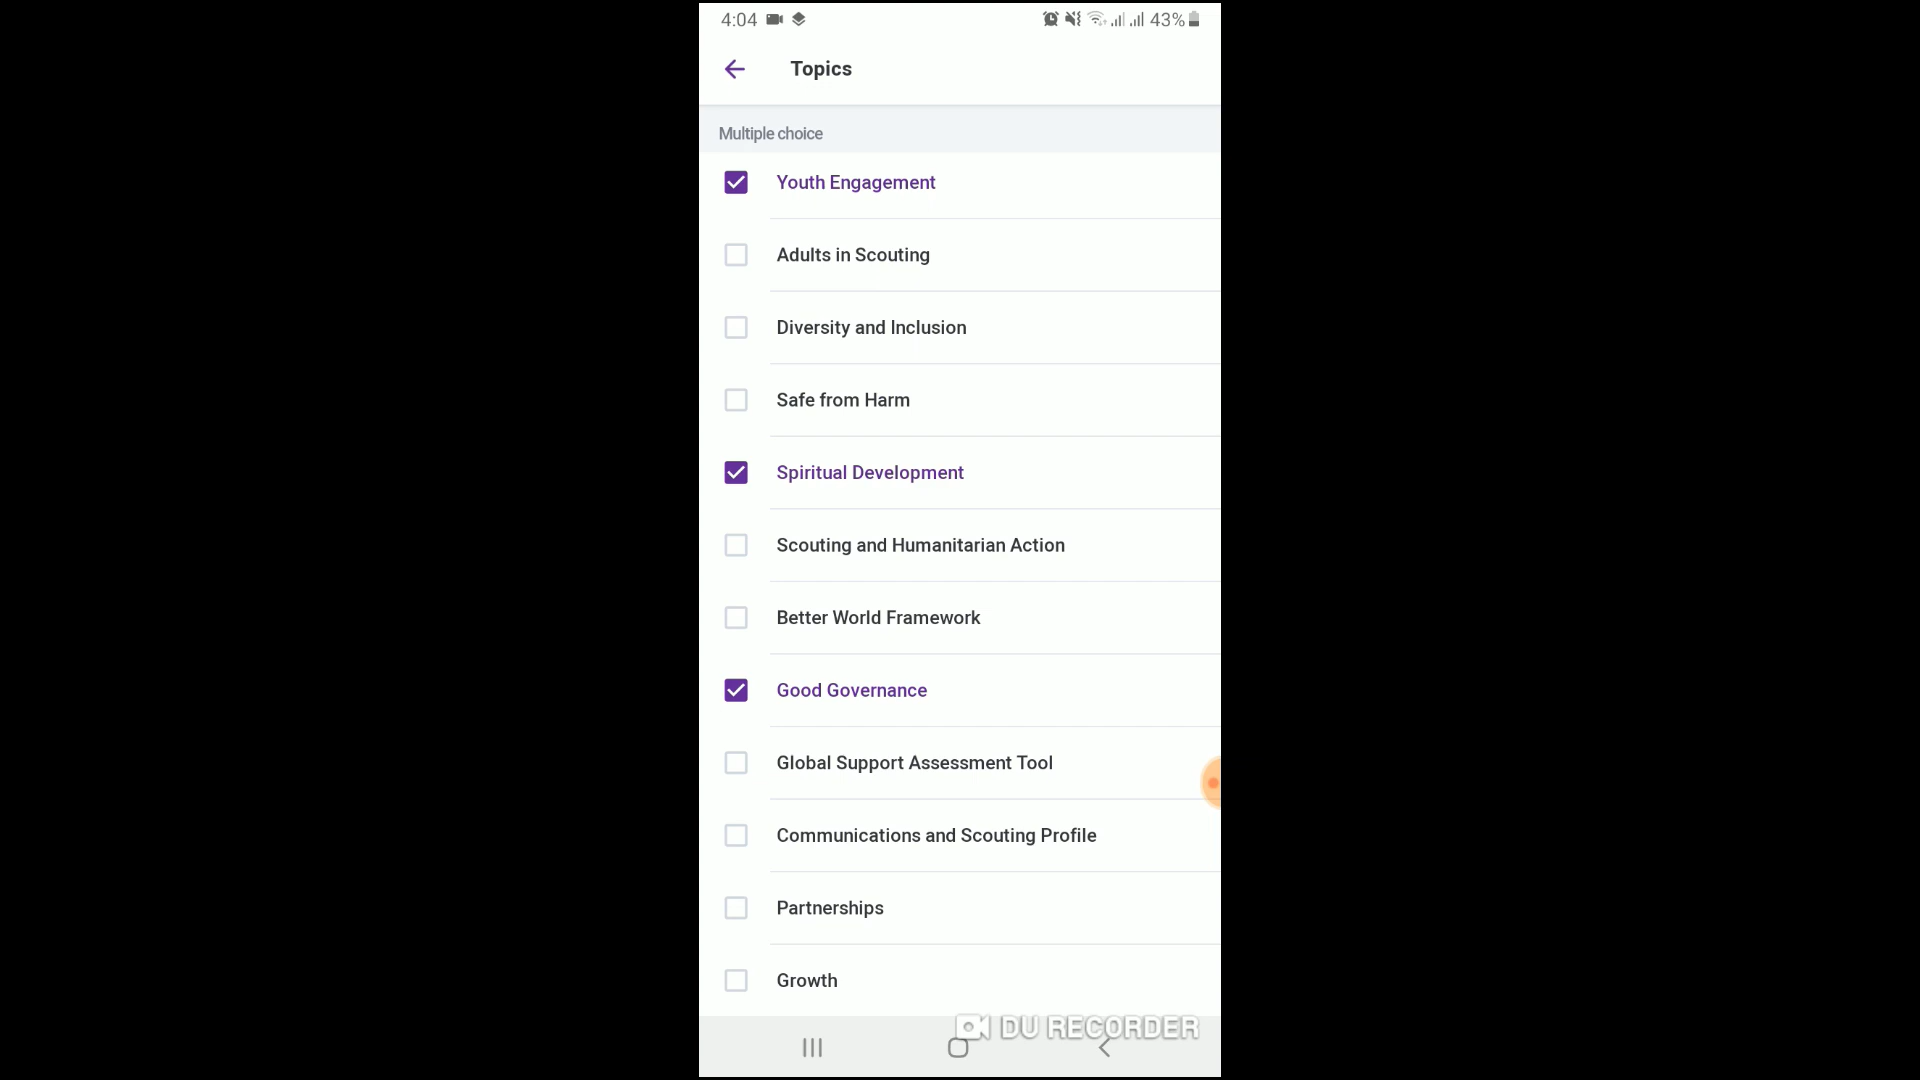 4:04 43%
Topics
Multiple choice
Youth Engagement
Adults in Scouting
Diversity and Inclusion
Safe from Harm
Spiritual Development
Scouting and Humanitarian Action
Better World Framework
Good Governance
Global Support Assessment Tool
Communications and Scouting Profile
Partnerships
Growth
DU RECORDER